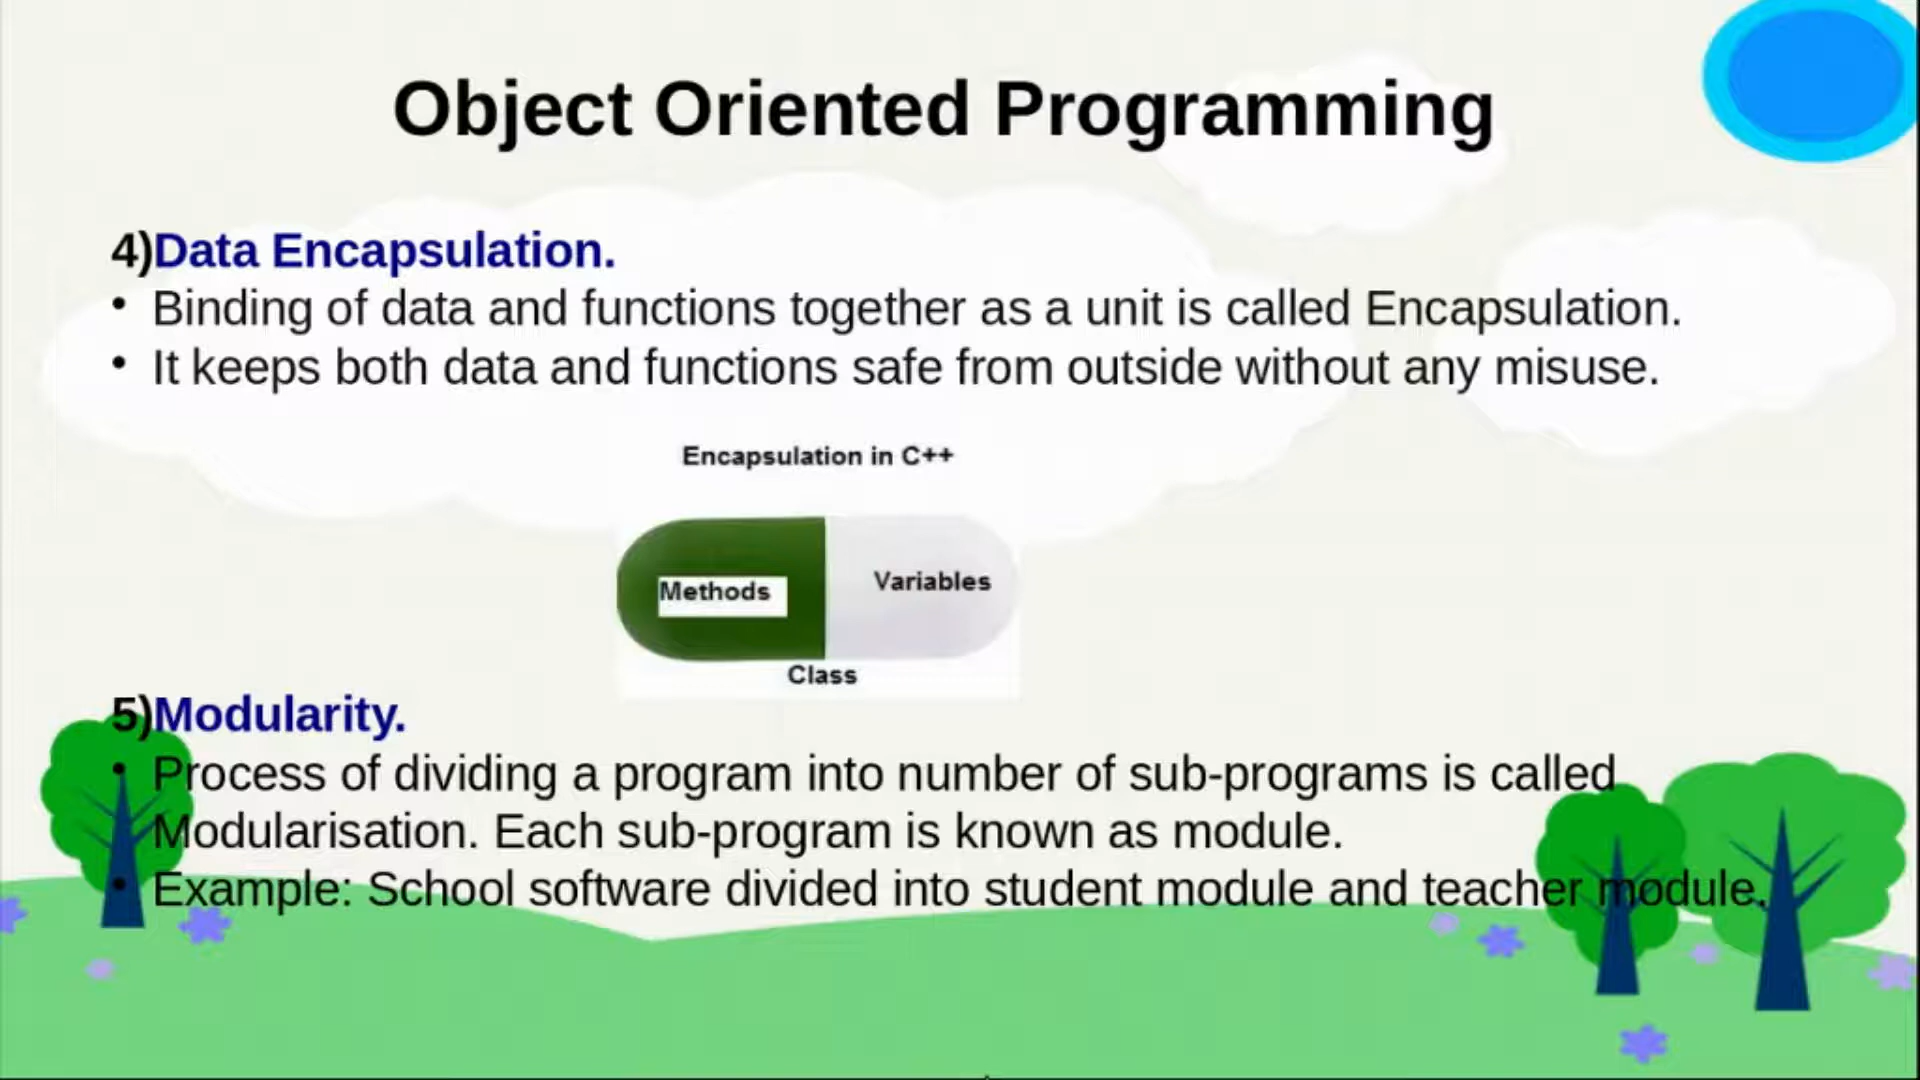 Object Oriented Programming
4)Data Encapsulation.
• Binding of data and functions together as a unit is called Encapsulation.
• It keeps both data and functions safe from outside without any misuse.
Encapsulation in C++
Methods
Variables
Class
5)Modularity.
• Process of dividing a program into number of sub-programs is called
Modularisation. Each sub-program is known as module.
• Example: School software divided into student module and teacher module.